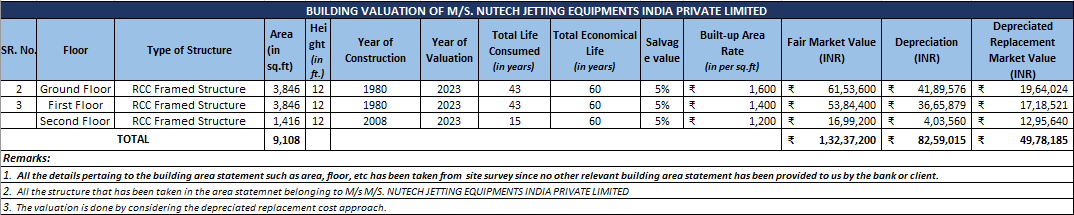 BUILDING VALUATION OF M/S. NUTECH JETTING EQUIPMENTS INDIA PRIVATE LIMITED
SR. No. Floor Type of Structure Area (in sq.ft) Hei ght (in ft.) Year of Construction Year of Valuation Total Life Consumed (in years) Total Economical Life (in years) Salvag e value Built-up Area Rate (in per sq.ft) Fair Market Value (INR) Depreciation (INR) Depreciated Replacement Market Value (INR)
2 Ground Floor RCC Framed Structure 3,846 12 1980 2023 43 60 5% ₹ 1,600 ₹ 61,53,600 ₹ 41,89,576 ₹ 19,64,024
3 First Floor RCC Framed Structure 3,846 12 1980 2023 43 60 5% ₹ 1,400 ₹ 53,84,400 ₹ 36,65,879 ₹ 17,18,521
Second Floor RCC Framed Structure 1,416 12 2008 2023 15 60 5% ₹ 1,200 ₹ 16,99,200 ₹ 4,03,560 ₹ 12,95,640
TOTAL 9,108 ₹ 1,32,37,200 ₹ 82,59,015 ₹ 49,78,185
Remarks:
1. All the details pertaining to the building area statement such as area, floor, etc has been taken from site survey since no other relevant building area statement has been provided to us by the bank or client.
2. All the structure that has been taken in the area statemnet belonging to M/s M/S. NUTECH JETTING EQUIPMENTS INDIA PRIVATE LIMITED
3. The valuation is done by considering the depreciated replacement cost approach.